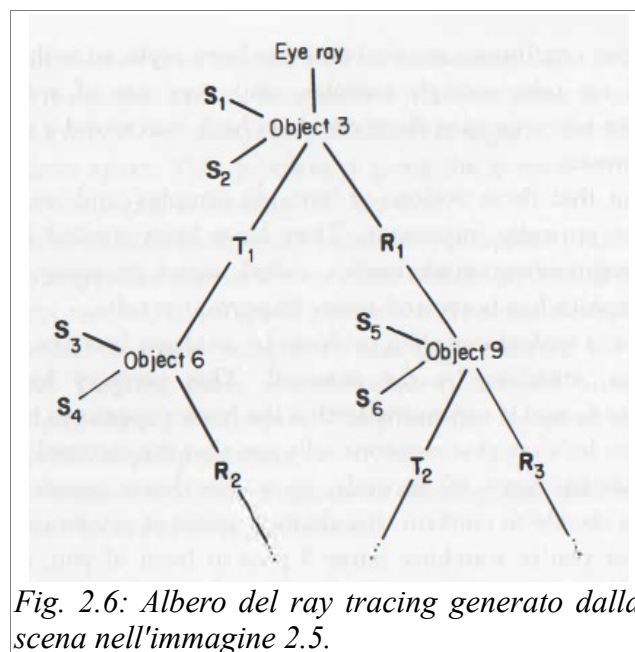 Eye ray
S1
Object 3
S2
T1
R1
S3
S5
Object 6
Object 9
S4
S6
R2
T2
R3
Fig. 2.6: Albero del ray tracing generato dalla
scena nell'immagine 2.5.